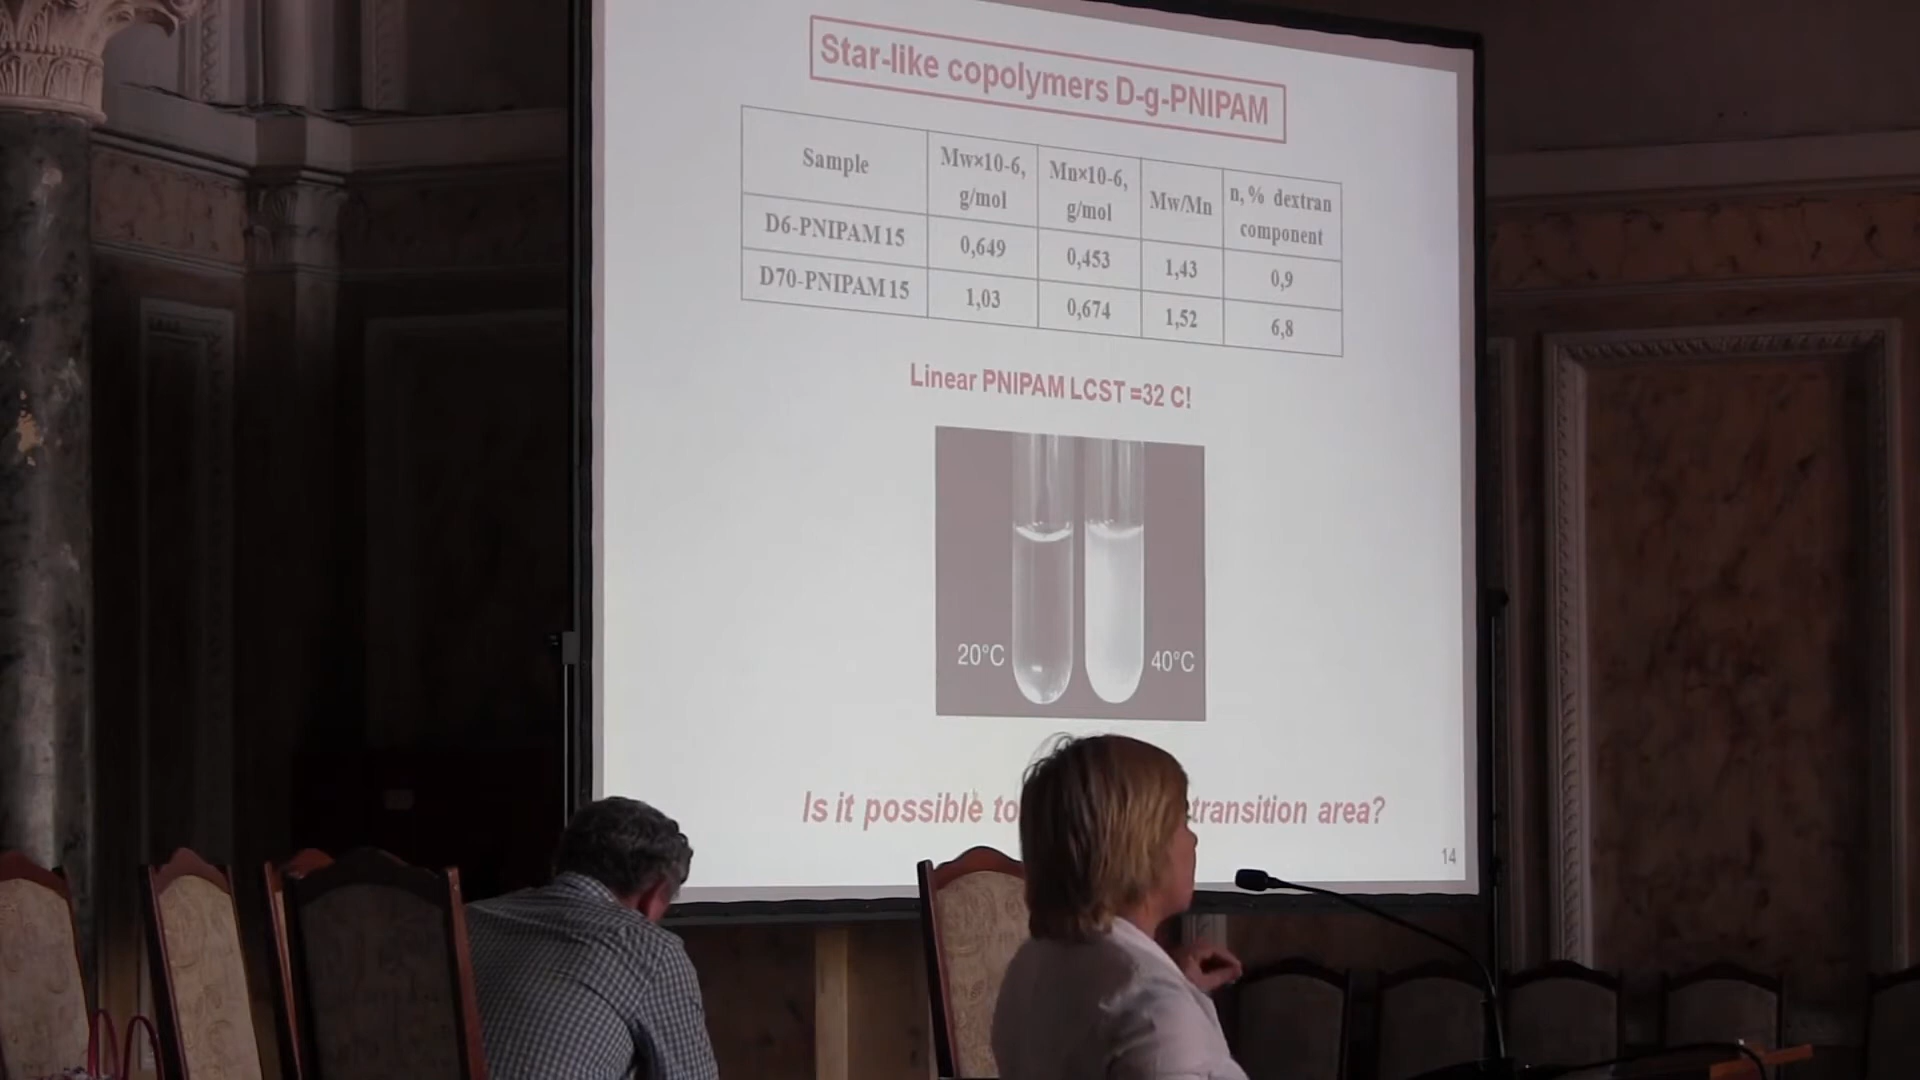 Star-like copolymers D-g-PNIPAM
Sample
Mw×10-6,
g/mol
Mn×10-6,
g/mol
Mw/Mn
n, % dextran
component
D6-PNIPAM15
0,649
0,453
1,43
0,9
D70-PNIPAM15
1,03
0,674
1,52
6,8
Linear PNIPAM LCST =32 C!
20°C
40°C
Is it possible to transition area?
14